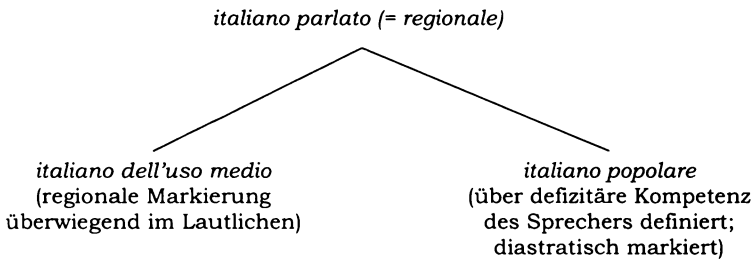 italiano parlato (= regionale)
italiano dell'uso medio
(regionale Markierung
überwiegend im Lautlichen)
italiano popolare
(über defizitäre Kompetenz
des Sprechers definiert;
diastratisch markiert)